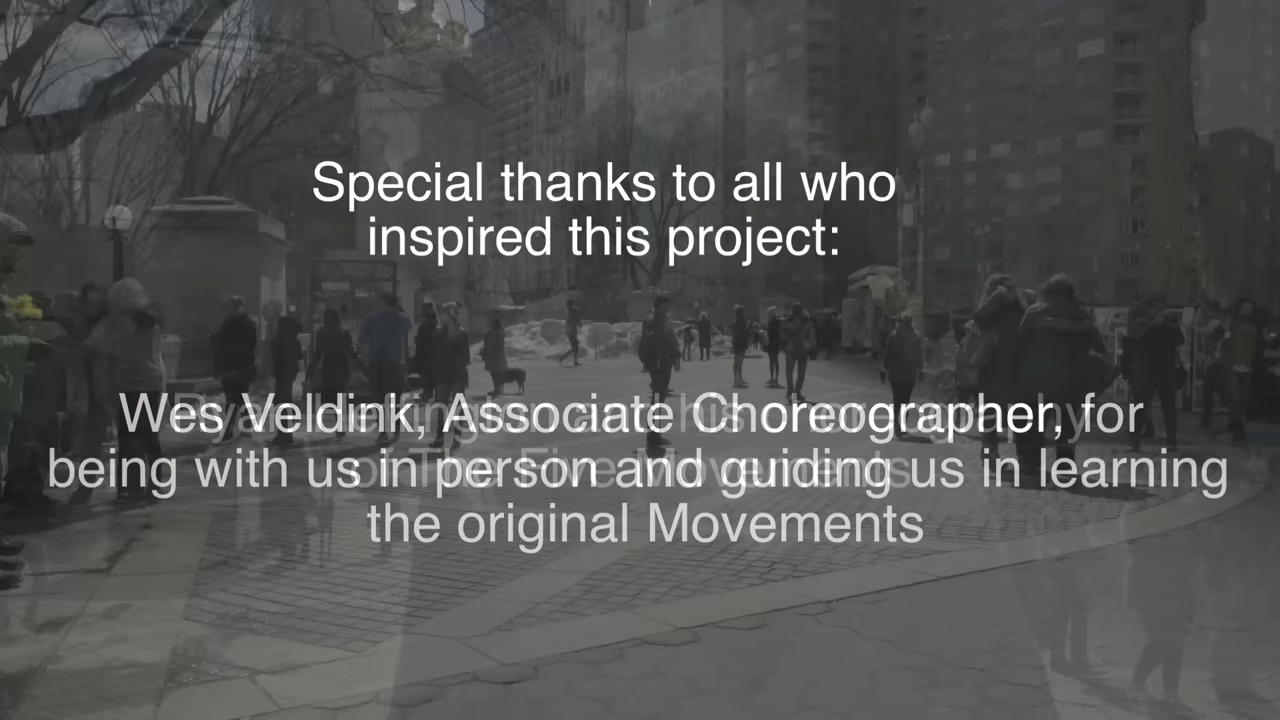 Special thanks to all who
inspired this project:
Wes Veldink, Associate Choreographer, for
being with us in person and guiding us in learning
the original Movements